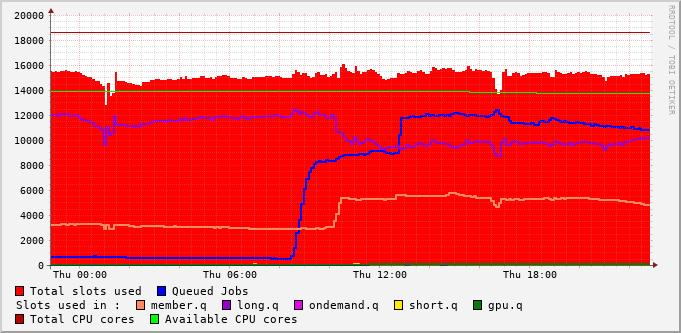 20000
18000
16000
14000
12000
10000
8000
6000
4000
2000
0
Thu 00:00 Thu 06:00 Thu 12:00 Thu 18:00
RRDTOOL / TOBI OETIKER
Total slots used Queued Jobs
Slots used in : member.q long.q ondemand.q short.q gpu.q
Total CPU cores Available CPU cores